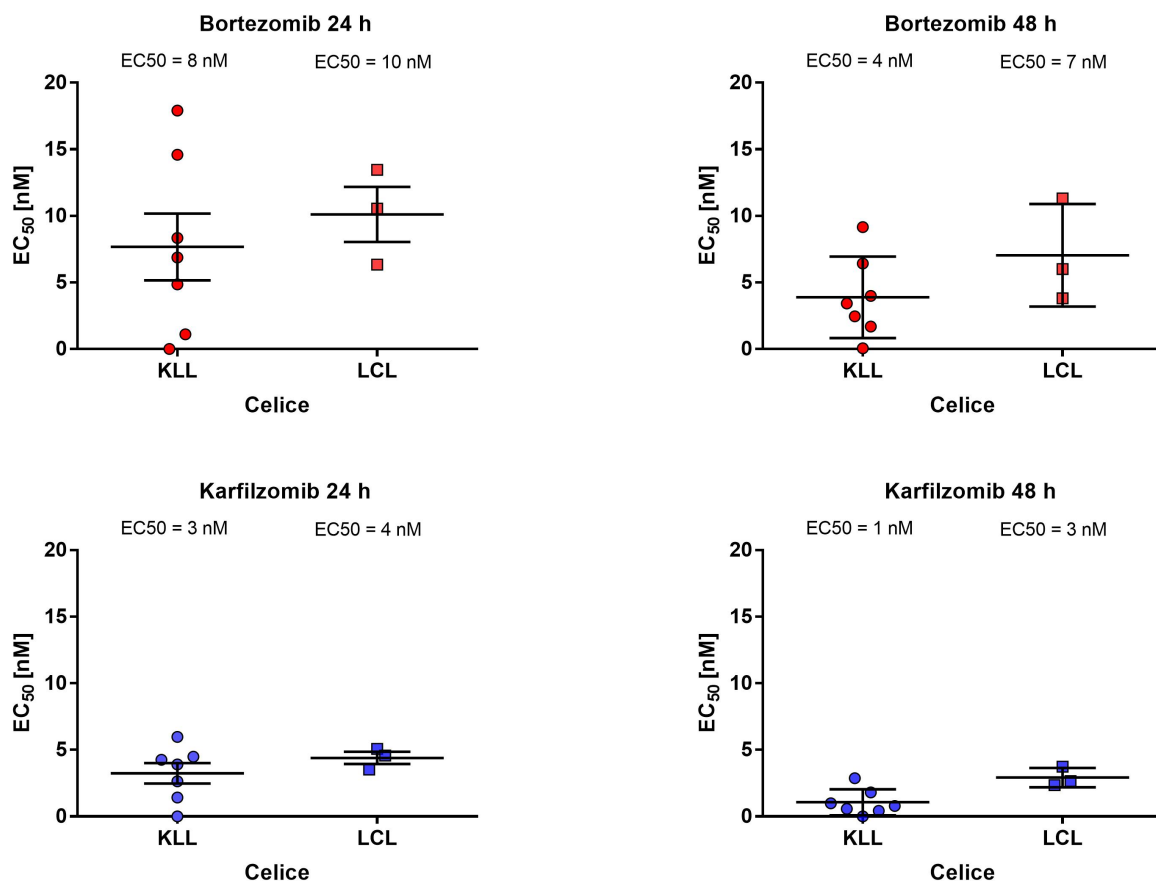 Bortezomib 24 h
EC50 = 8 nM EC50 = 10 nM
20
15
10
5
0
EC₅₀ [nM]
KLL LCL
Celice
Bortezomib 48 h
EC50 = 4 nM EC50 = 7 nM
20
15
10
5
0
EC₅₀ [nM]
KLL LCL
Celice
Karfilzomib 24 h
EC50 = 3 nM EC50 = 4 nM
20
15
10
5
0
EC₅₀ [nM]
KLL LCL
Celice
Karfilzomib 48 h
EC50 = 1 nM EC50 = 3 nM
20
15
10
5
0
EC₅₀ [nM]
KLL LCL
Celice